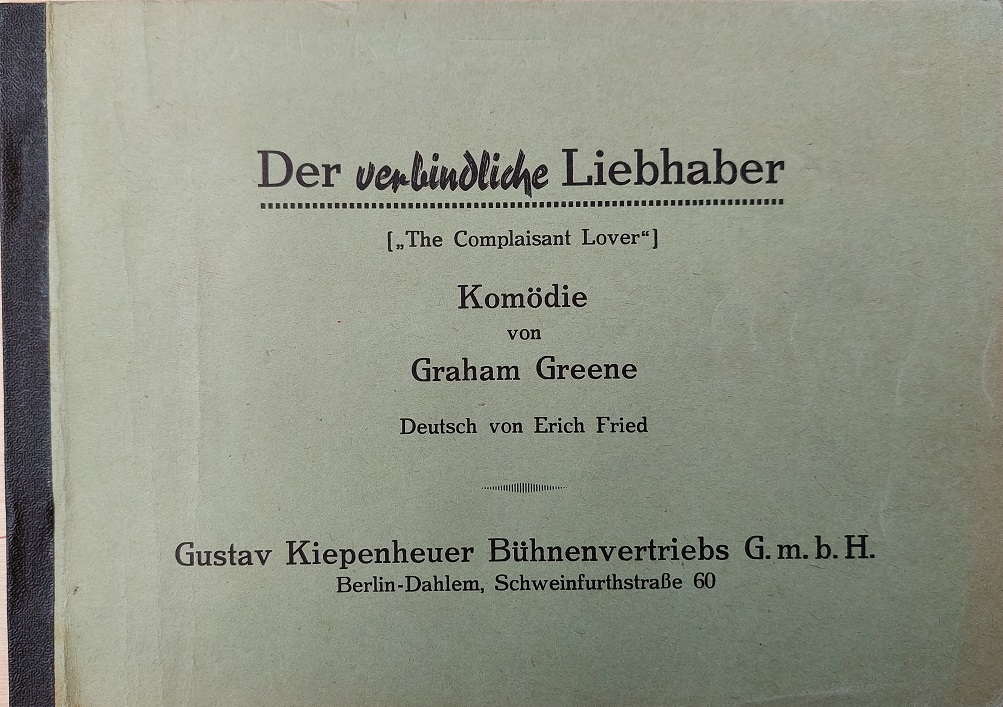 Der verbindliche Liebhaber
[„The Complaisant Lover“]
Komödie
von
Graham Greene
Deutsch von Erich Fried
Gustav Kiepenheuer Bühnenvertriebs G.m.b.H.
Berlin-Dahlem, Schweinfurthstraße 60